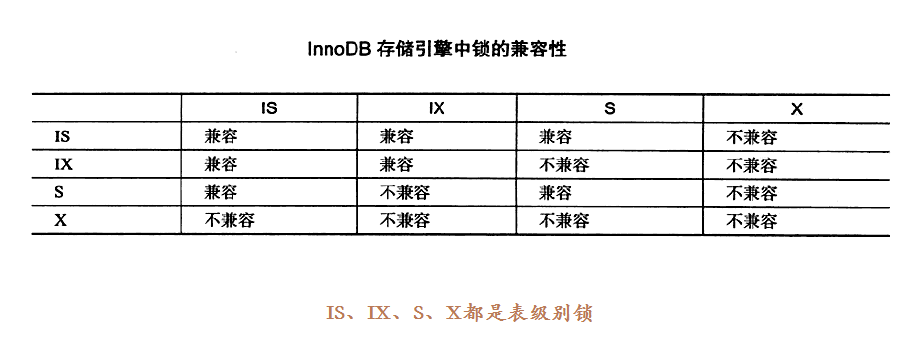 InnoDB 存储引擎中锁的兼容性
IS IX S X
IS 兼容 兼容 兼容 不兼容
IX 兼容 兼容 不兼容 不兼容
S 兼容 不兼容 兼容 不兼容
X 不兼容 不兼容 不兼容 不兼容
IS、IX、S、X都是表级别锁